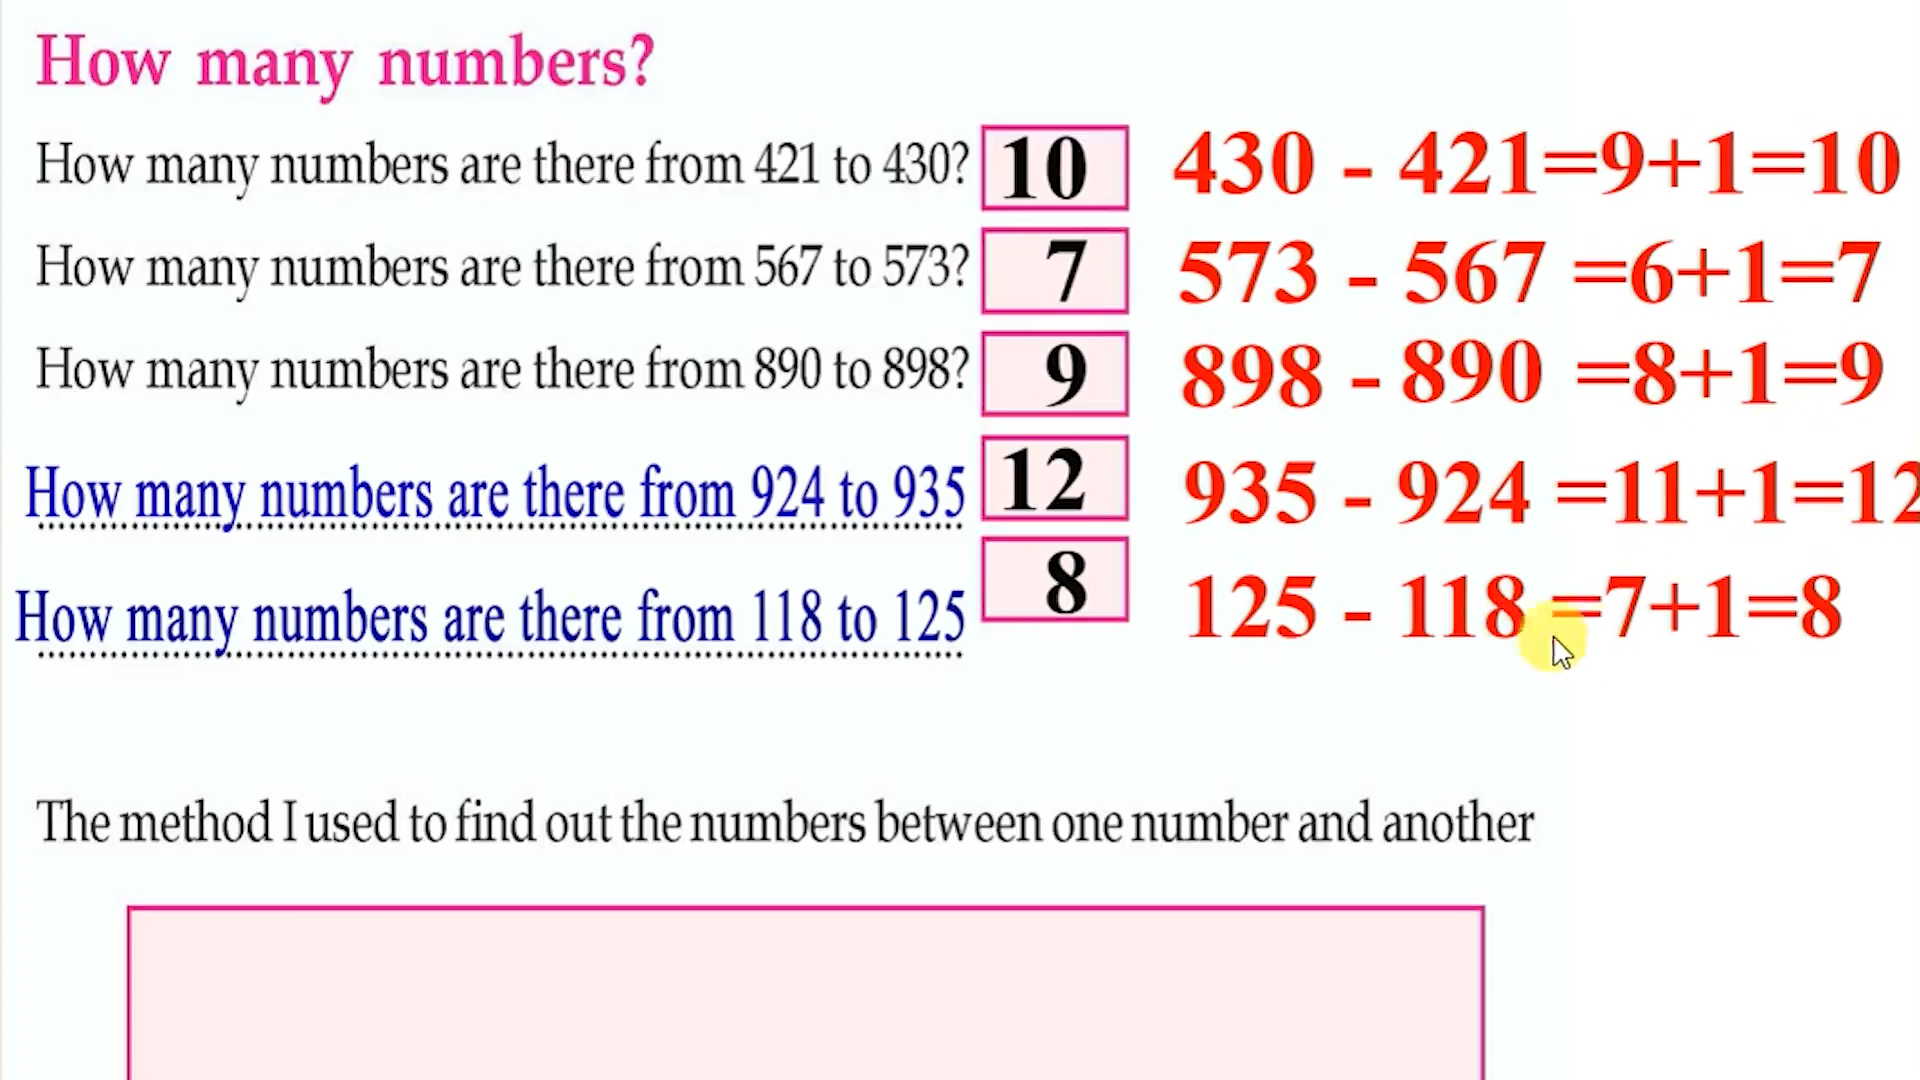 How many numbers?
How many numbers are there from 421 to 430? 10 430 - 421=9+1=10
How many numbers are there from 567 to 573? 7 573 - 567 =6+1=7
How many numbers are there from 890 to 898? 9 898 - 890 =8+1=9
How many numbers are there from 924 to 935 12 935 - 924 =11+1=12
How many numbers are there from 118 to 125 8 125 - 118 =7+1=8
The method I used to find out the numbers between one number and another